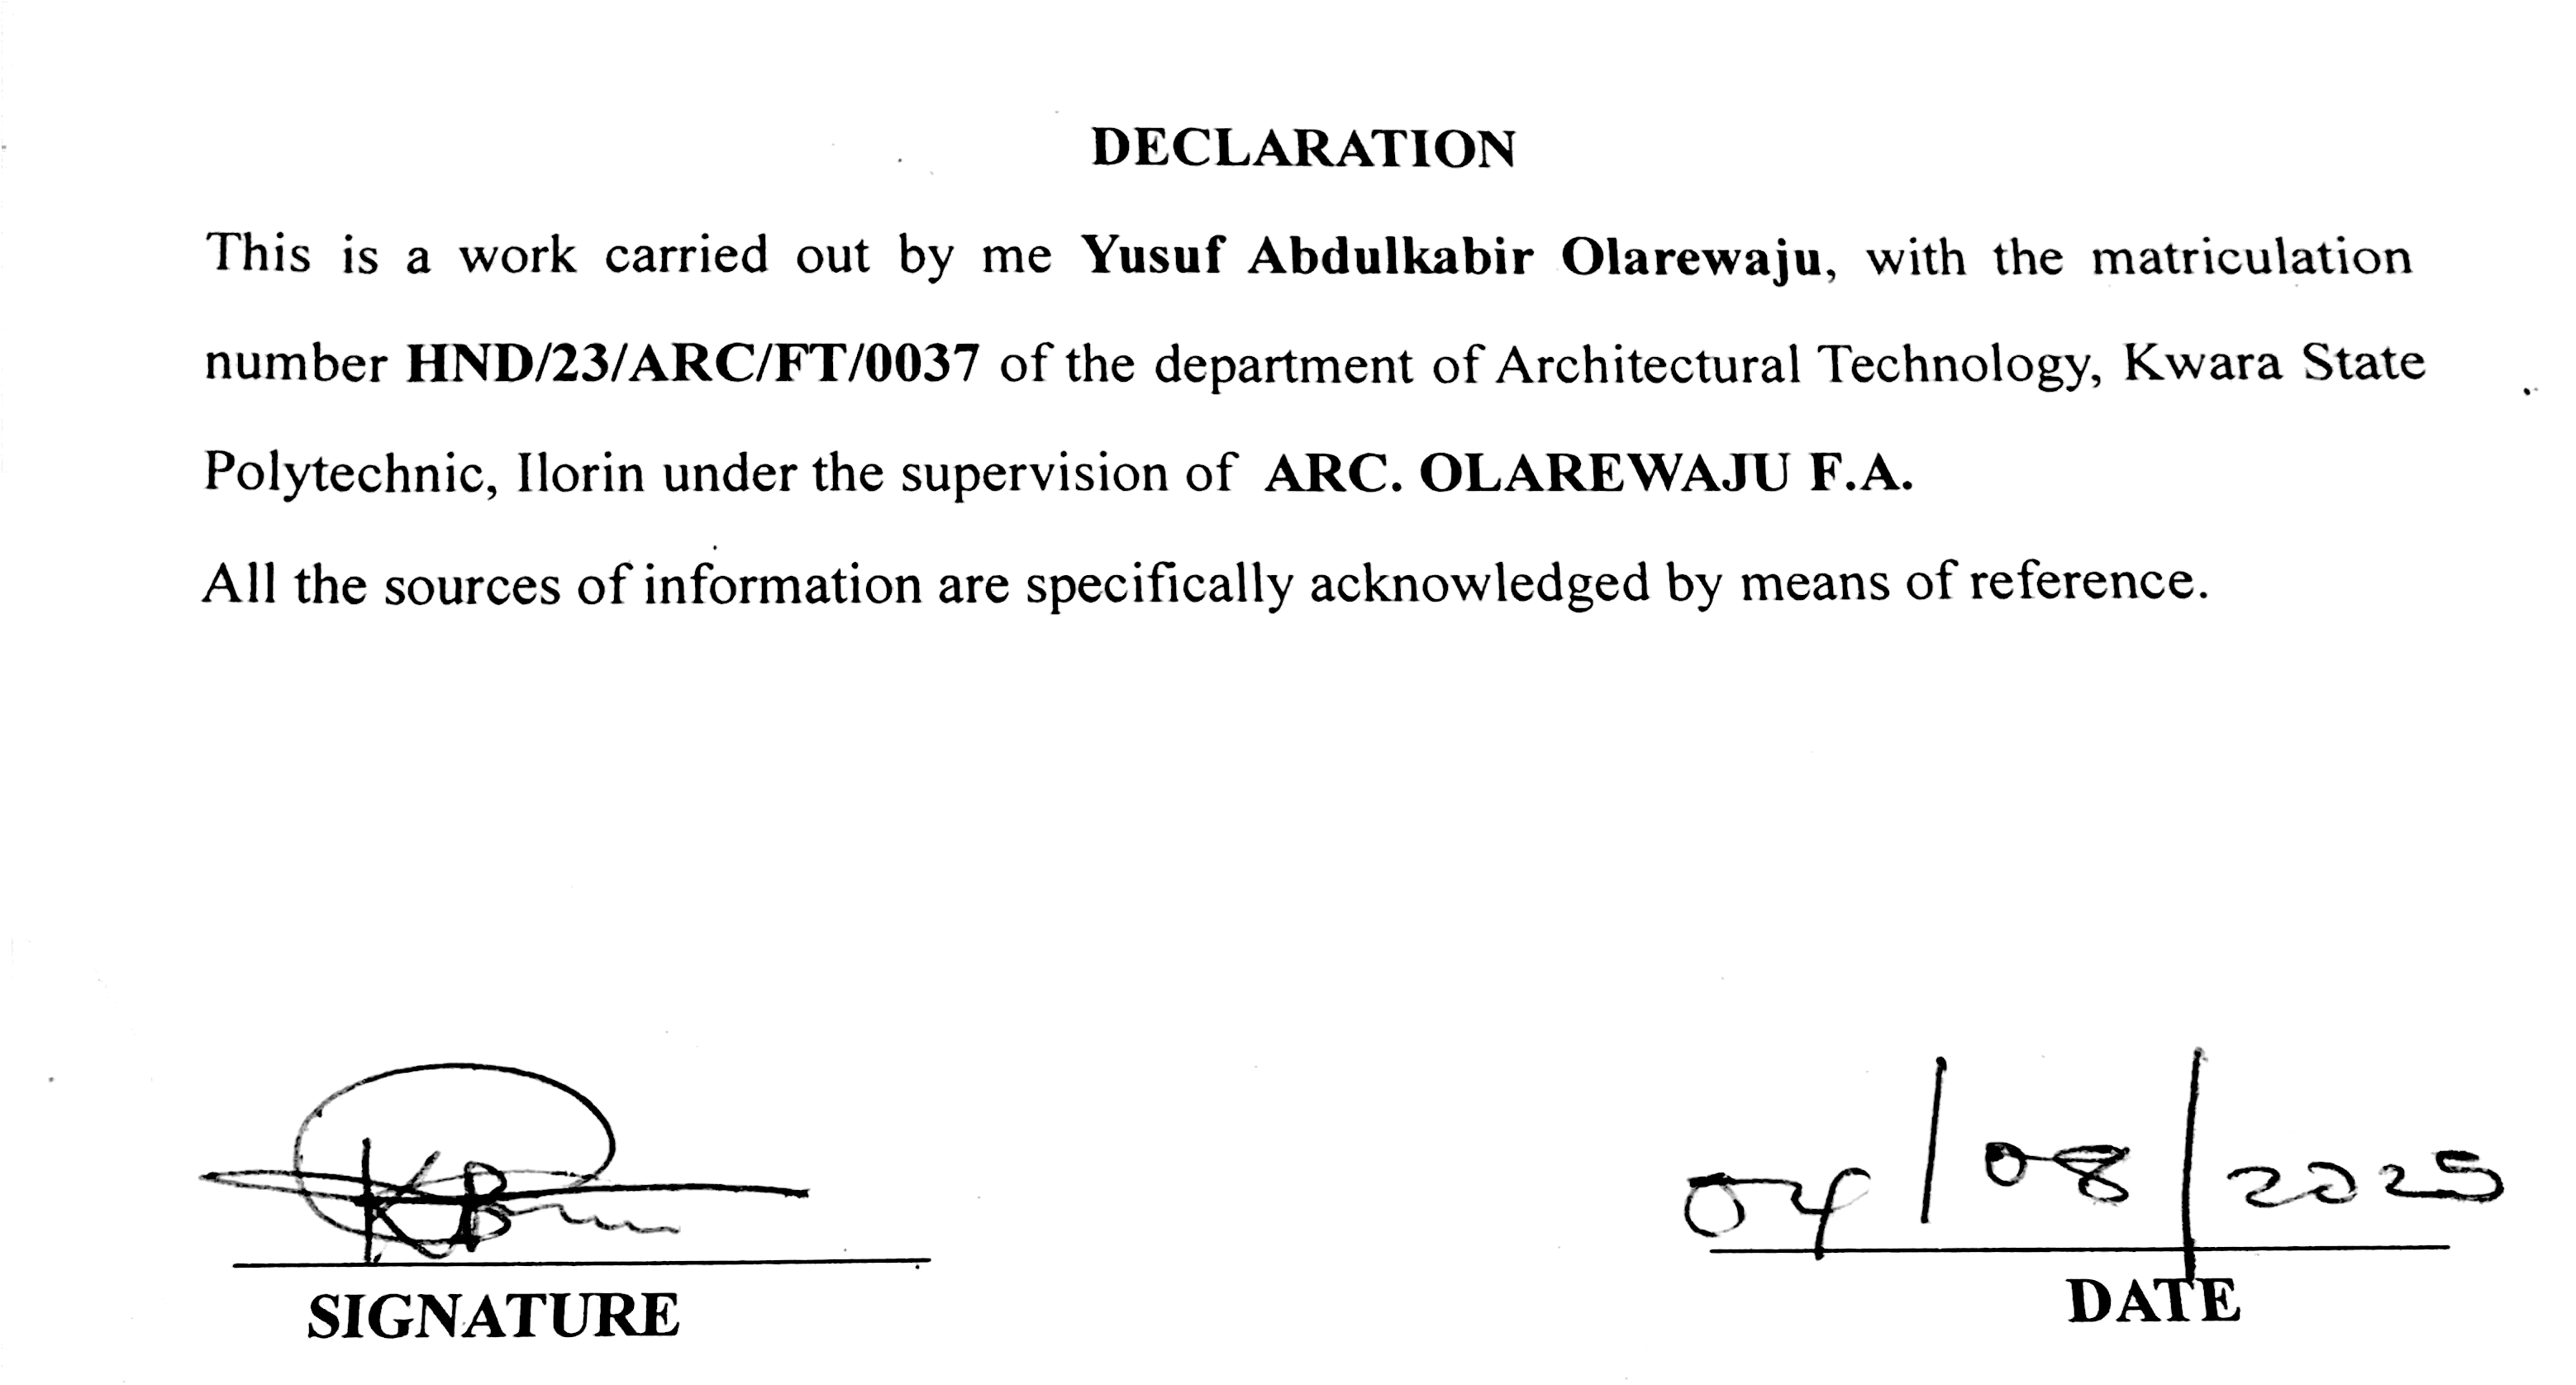 DECLARATION
This is a work carried out by me Yusuf Abdulkabir Olarewaju, with the matriculation
number HND/23/ARC/FT/0037 of the department of Architectural Technology, Kwara State
Polytechnic, Ilorin under the supervision of ARC. OLAREWAJU F.A.
All the sources of information are specifically acknowledged by means of reference.
04/08/2025
SIGNATURE
DATE